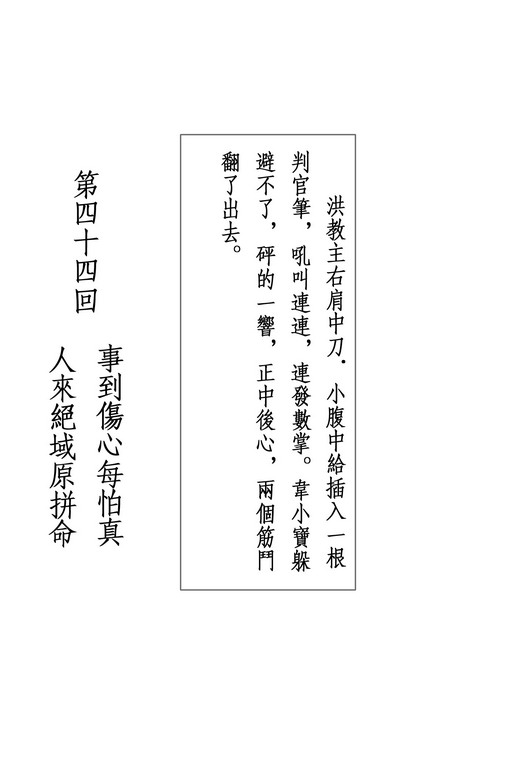 洪教主右肩中刀．小腹中給插入一根
判官筆，吼叫連連，連發數掌。韋小寶躲
避不了，砰的一響，正中後心，兩個筋鬥
翻了出去。
第四十四回
事到傷心每怕真
人來絕域原拼命